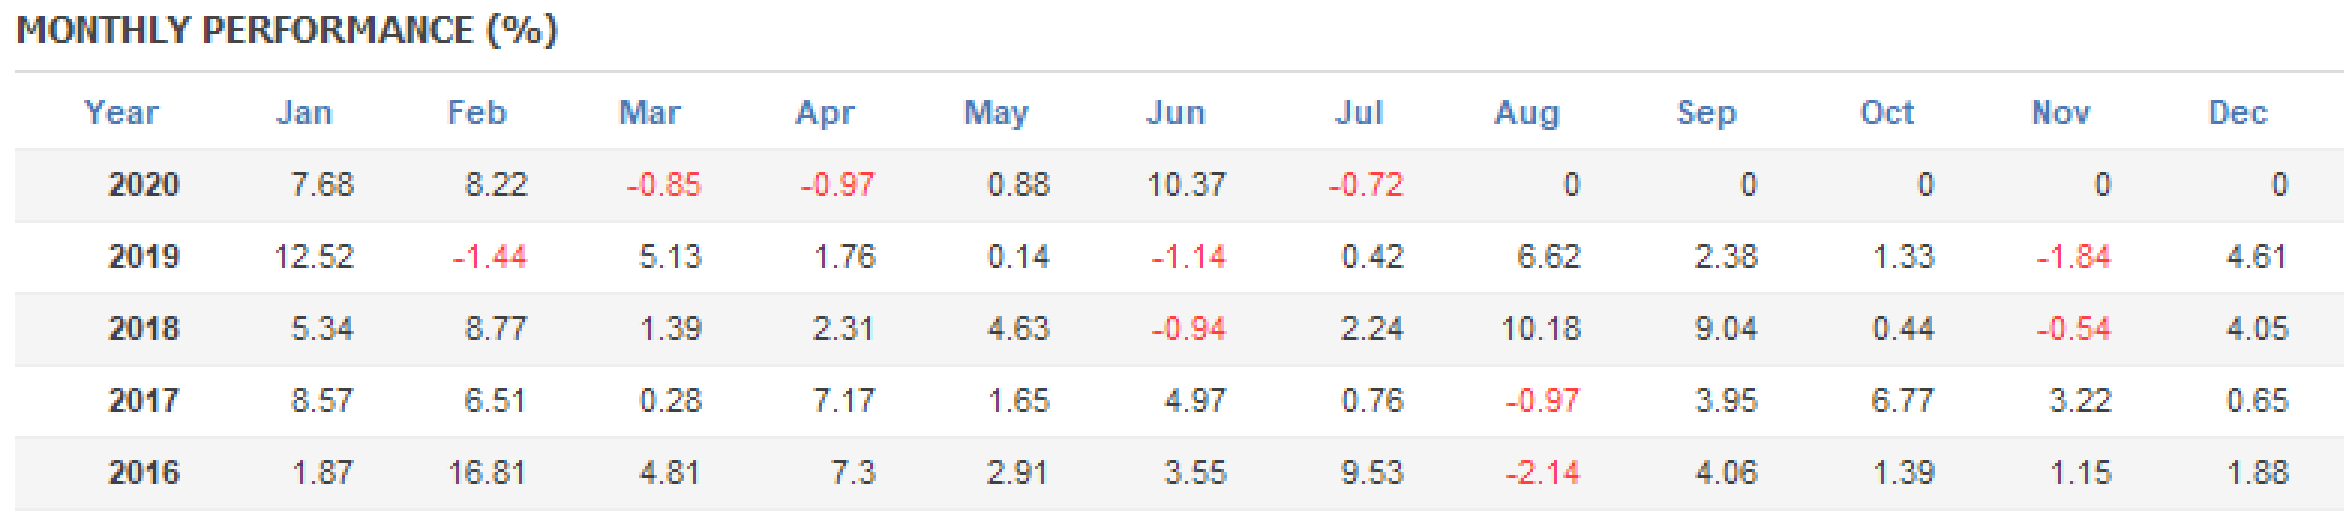 MONTHLY PERFORMANCE (%)
Year Jan Feb Mar Apr May Jun Jul Aug Sep Oct Nov Dec
2020 7.68 8.22 -0.85 -0.97 0.88 10.37 -0.72 0 0 0 0 0
2019 12.52 -1.44 5.13 1.76 0.14 -1.14 0.42 6.62 2.38 1.33 -1.84 4.61
2018 5.34 8.77 1.39 2.31 4.63 -0.94 2.24 10.18 9.04 0.44 -0.54 4.05
2017 8.57 6.51 0.28 7.17 1.65 4.97 0.76 -0.97 3.95 6.77 3.22 0.65
2016 1.87 16.81 4.81 7.3 2.91 3.55 9.53 -2.14 4.06 1.39 1.15 1.88